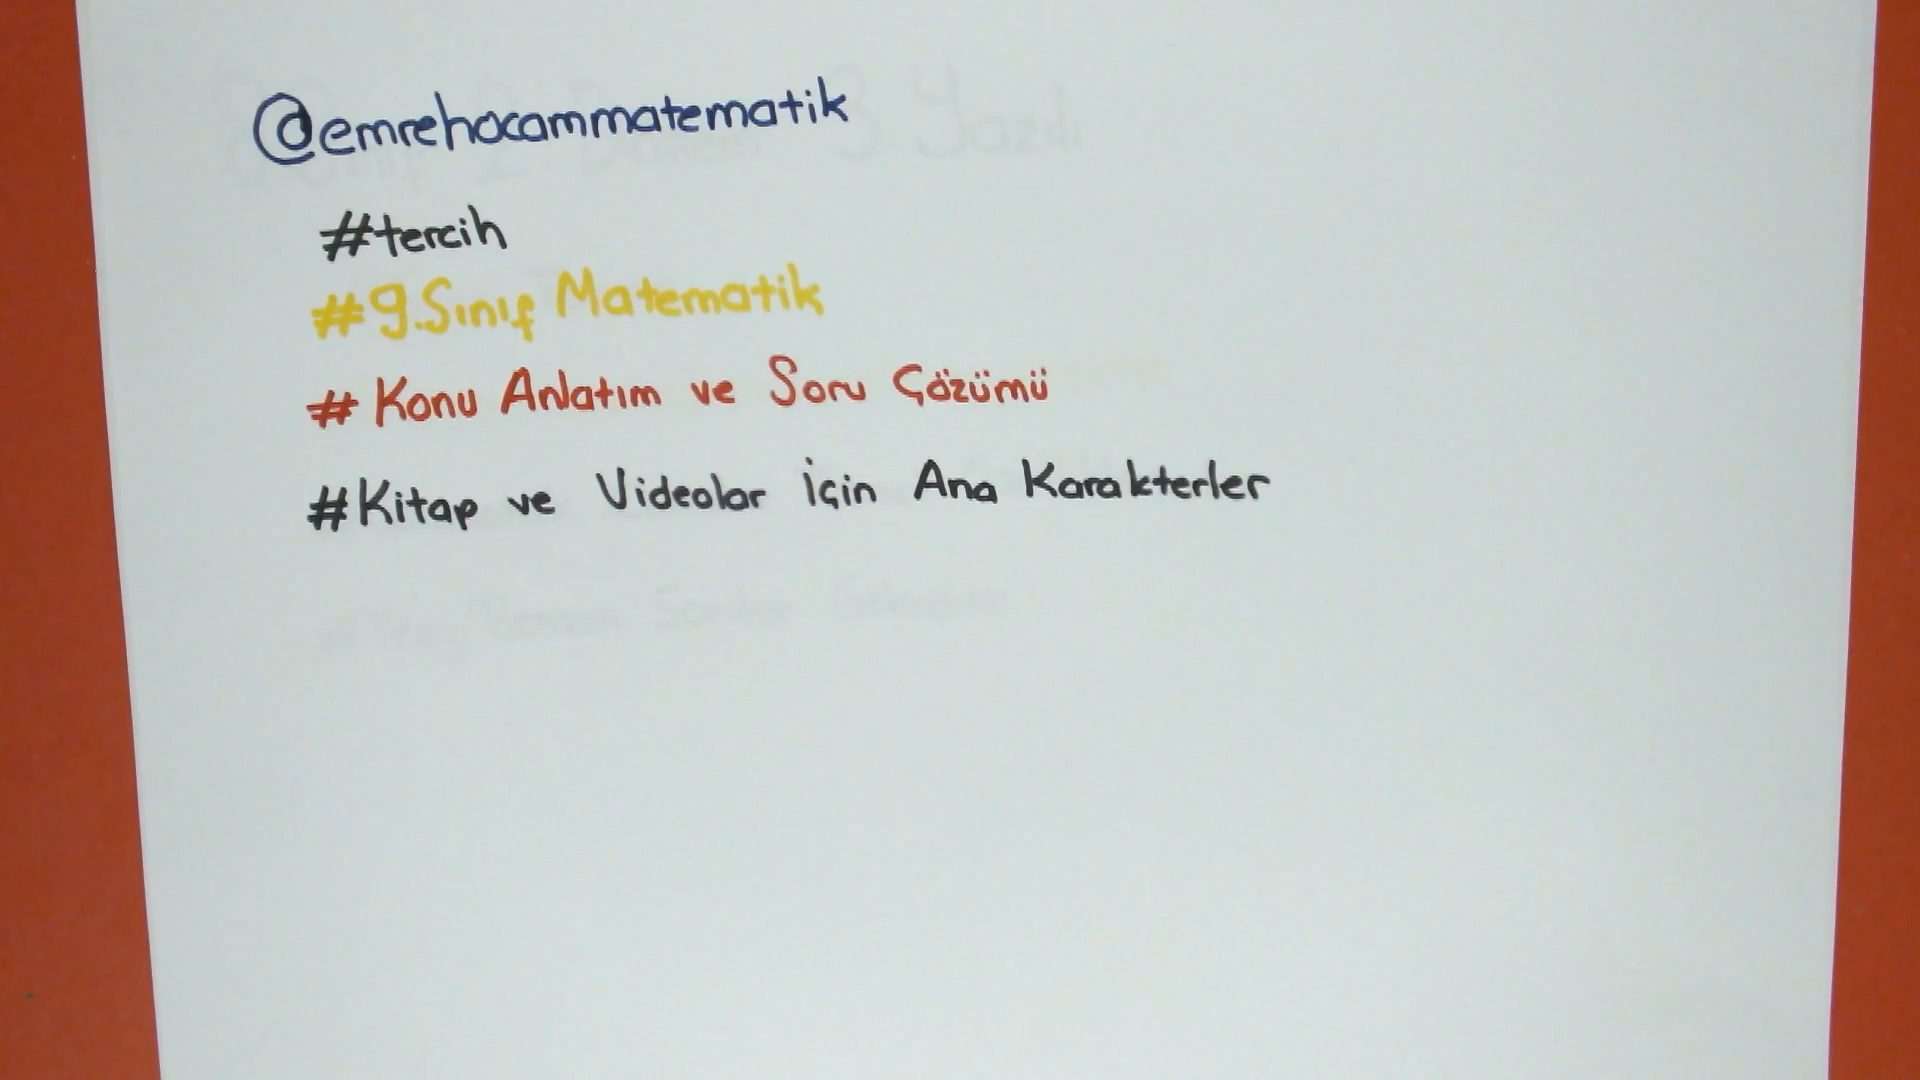 @emrehocammatematik
#tercih
#9.Sınıf Matematik
# Konu Anlatım ve Soru Çözümü
#Kitap ve Videolar İçin Ana Karakterler